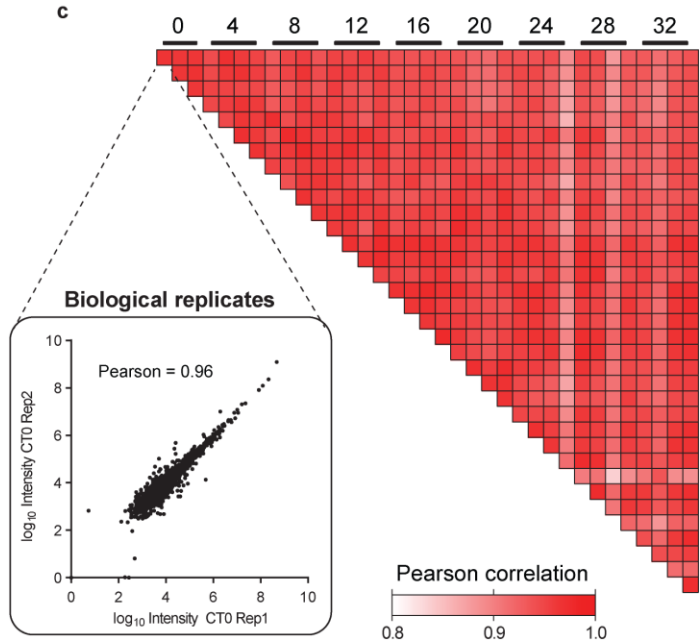 c
0 4 8 12 16 20 24 28 32
Biological replicates
10
8
6
4
2
0
Pearson = 0.96
log₁₀ Intensity CT0 Rep2
0 2 4 6 8 10
log₁₀ Intensity CT0 Rep1
Pearson correlation
0.8 0.9 1.0